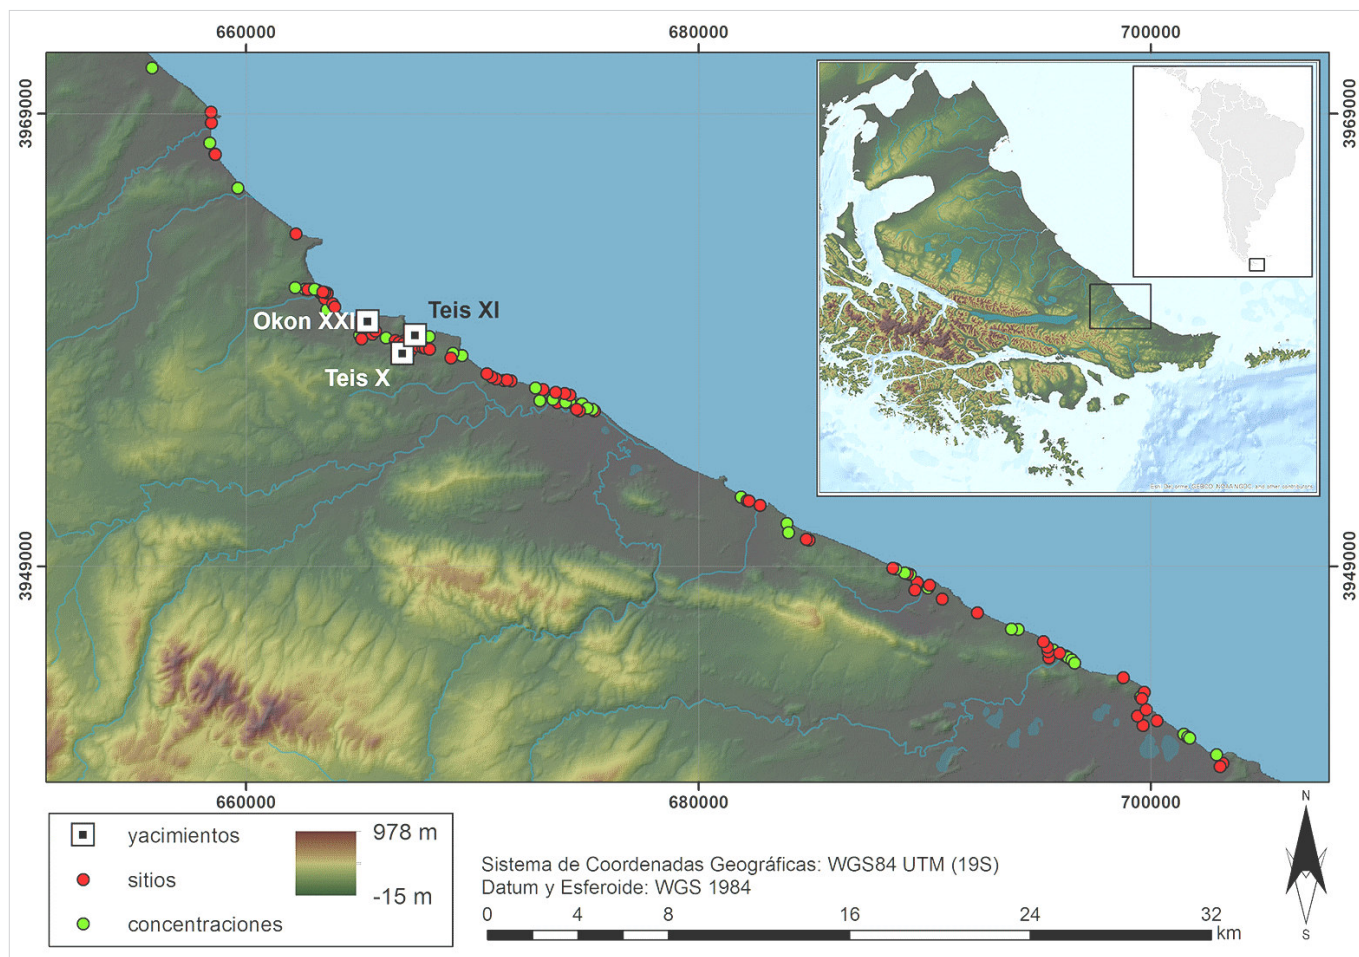 660000 680000 700000
3969000 3969000
Okon XXI
Teis XI
Teis X
3949000 3949000
660000 680000 700000
yacimientos
sitios
concentraciones
978 m
-15 m
Sistema de Coordenadas Geográficas: WGS84 UTM (19S)
Datum y Esferoide: WGS 1984
0 4 8 16 24 32
km
N
S